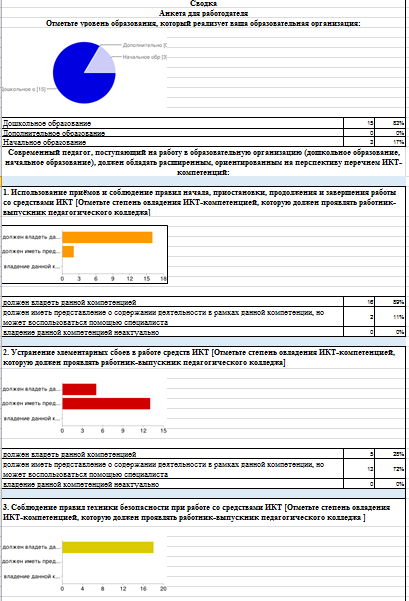 Сводка
Анкета для работодателя
Отметьте уровень образования, который реализует ваша образовательная организация:
Дополнительно [0
Начальное обр [3
Дошкольное о [15]
Дошкольное образование 15 83%
Дополнительное образование 0 0%
Начальное образование 3 17%
Современный педагог, поступающий на работу в образовательную организацию (дошкольное образование,
начальное образование), должен обладать расширенным, ориентированным на перспективу перечнем ИКТ-
компетенций:
1. Использование приёмов и соблюдение правил начала, приостановки, продолжения и завершения работы
со средствами ИКТ [Отметьте степень овладения ИКТ-компетенцией, которую должен проявлять работник-
выпускник педагогического колледжа]
должен владеть да...
должен иметь пред...
владение данной к...
0 3 6 9 12 15 18
должен владеть данной компетенцией 16 89%
должен иметь представление о содержании деятельности в рамках данной компетенции, но
может воспользоваться помощью специалиста 2 11%
владение данной компетенцией неактуально 0 0%
2. Устранение элементарных сбоев в работе средств ИКТ [Отметьте степень овладения ИКТ-компетенцией,
которую должен проявлять работник-выпускник педагогического колледжа]
должен владеть да...
должен иметь пред...
владение данной к...
0 3 6 9 12 15
должен владеть данной компетенцией 5 28%
должен иметь представление о содержании деятельности в рамках данной компетенции, но
может воспользоваться помощью специалиста 13 72%
владение данной компетенцией неактуально 0 0%
3. Соблюдение правил техники безопасности при работе со средствами ИКТ [Отметьте степень овладения
ИКТ-компетенцией, которую должен проявлять работник-выпускник педагогического колледжа ]
должен владеть да...
должен иметь пред...
владение данной к...
0 4 8 12 16 20